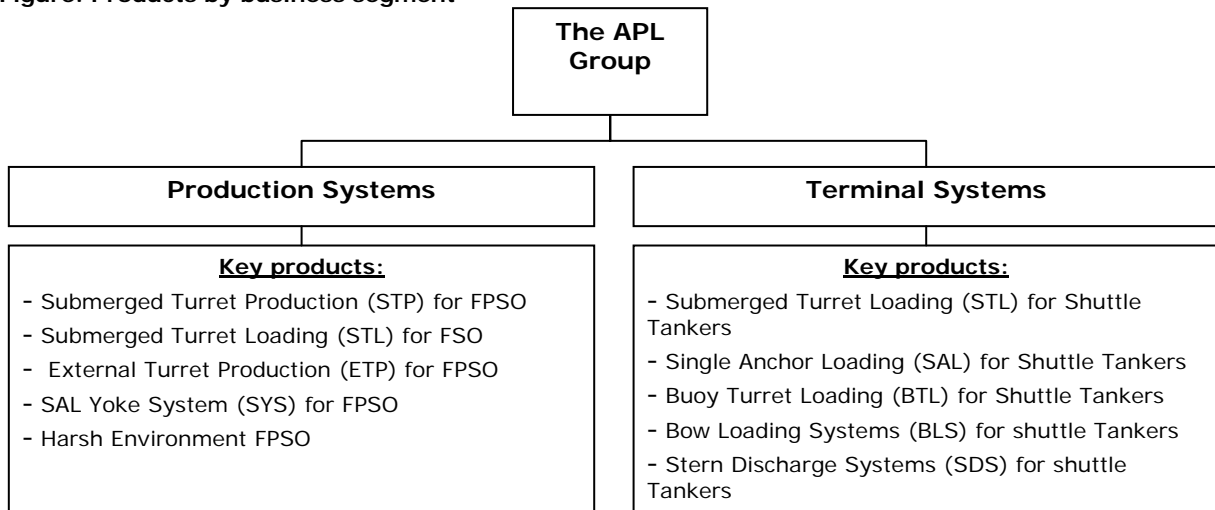 Figure: Products by business segment
The APL
Group
Production Systems
Terminal Systems
Key products:
- Submerged Turret Production (STP) for FPSO
- Submerged Turret Loading (STL) for FSO
- External Turret Production (ETP) for FPSO
- SAL Yoke System (SYS) for FPSO
- Harsh Environment FPSO
Key products:
- Submerged Turret Loading (STL) for Shuttle
Tankers
- Single Anchor Loading (SAL) for Shuttle Tankers
- Buoy Turret Loading (BTL) for Shuttle Tankers
- Bow Loading Systems (BLS) for shuttle Tankers
- Stern Discharge Systems (SDS) for shuttle
Tankers